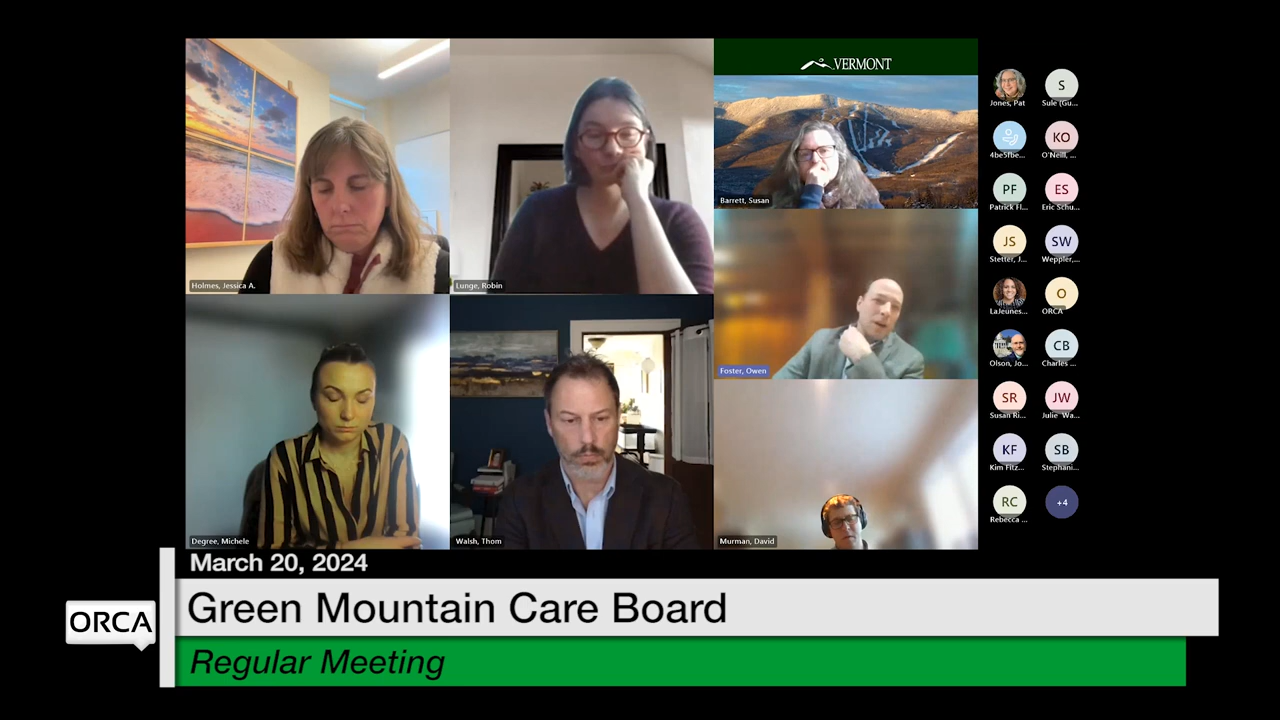 VERMONT
Holmes, Jessica A.
Lunge, Robin
Barrett, Susan
Foster, Owen
Degree, Michele
Walsh, Thom
Murman, David
Jones, Pat
S
Sule (Gu...
4be5fbe...
KO
O'Neill, ...
PF
Patrick Fl...
ES
Eric Schu...
JS
Stetter, J...
SW
Weppler,...
LaJeunes...
O
ORCA
Olson, Jo...
CB
Charles ...
SR
Susan Ri...
JW
Julie "Wa...
KF
Kim Fitz...
SB
Stephani...
RC
Rebecca ...
+4
March 20, 2024
ORCA
Green Mountain Care Board
Regular Meeting